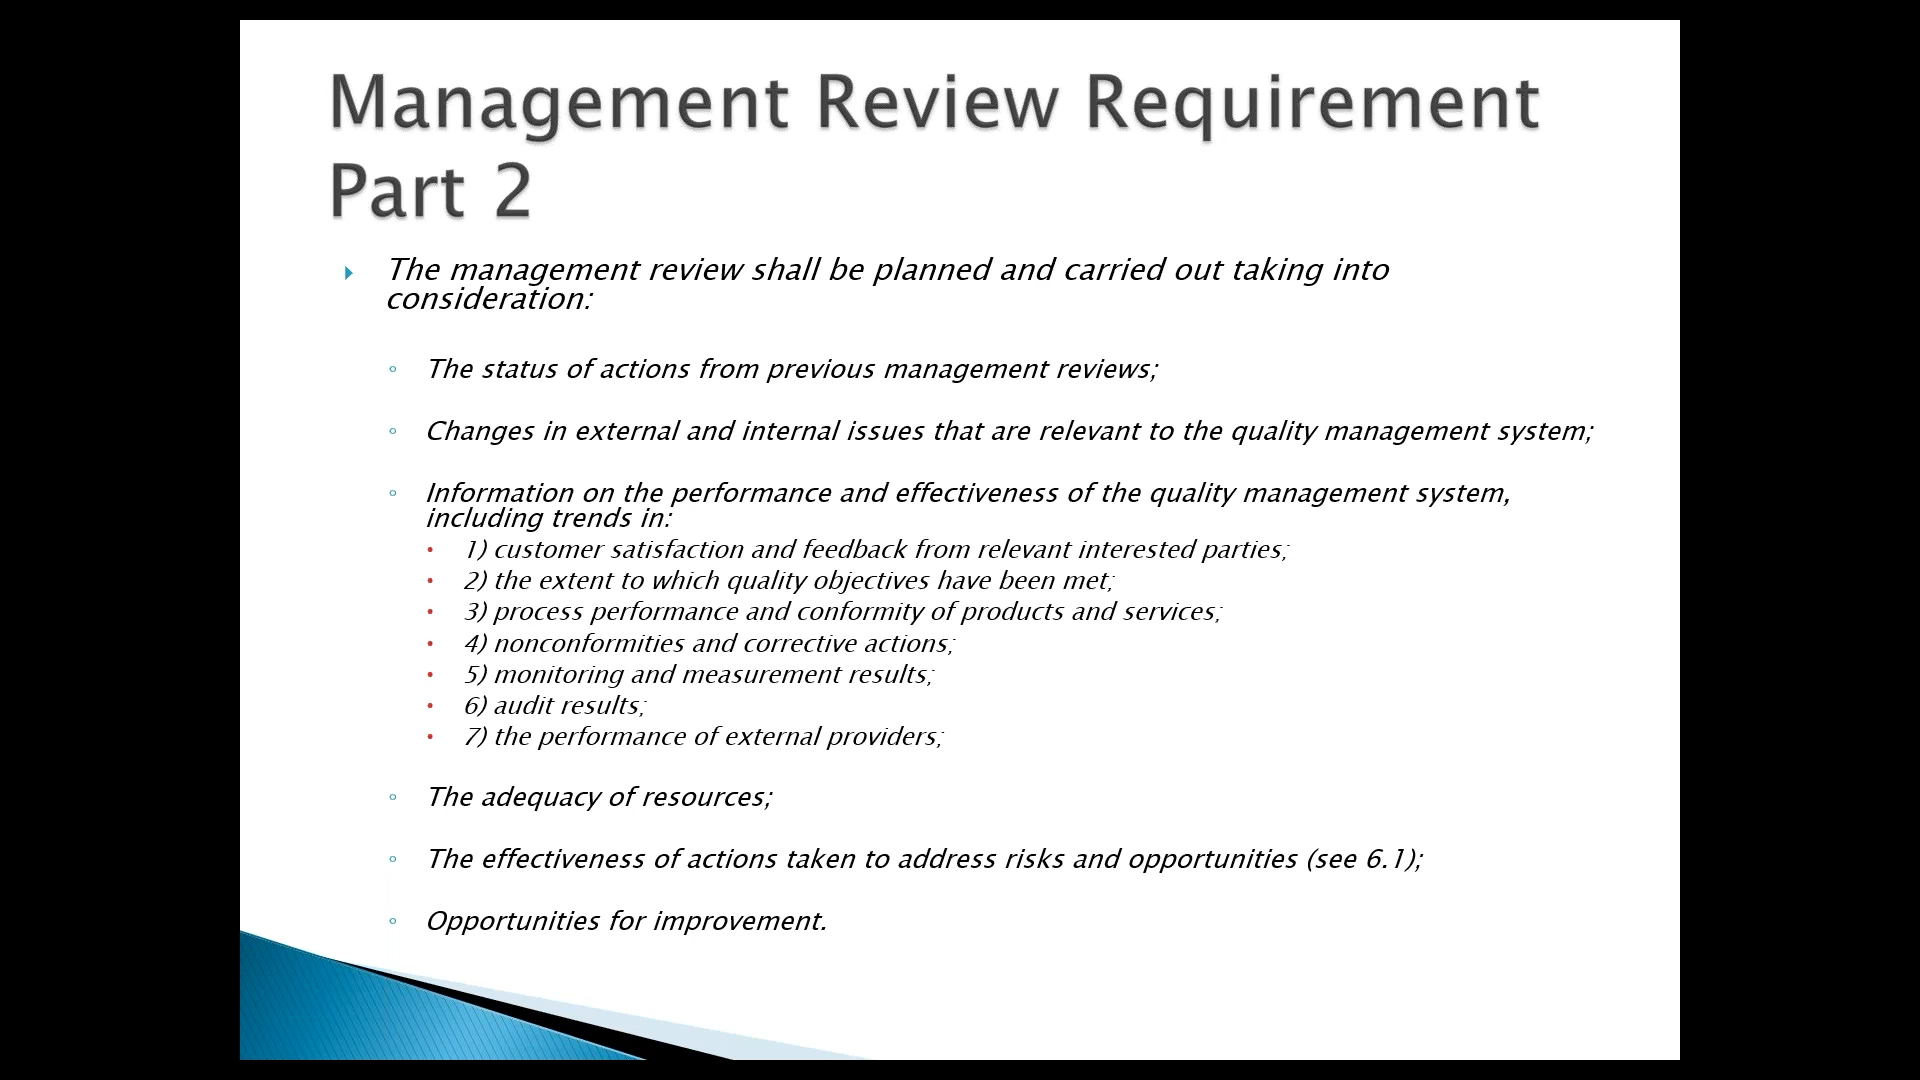 Management Review Requirement
Part 2
The management review shall be planned and carried out taking into
consideration:
The status of actions from previous management reviews;
Changes in external and internal issues that are relevant to the quality management system;
Information on the performance and effectiveness of the quality management system,
including trends in:
1) customer satisfaction and feedback from relevant interested parties;
2) the extent to which quality objectives have been met;
3) process performance and conformity of products and services;
4) nonconformities and corrective actions;
5) monitoring and measurement results;
6) audit results;
7) the performance of external providers;
The adequacy of resources;
The effectiveness of actions taken to address risks and opportunities (see 6.1);
Opportunities for improvement.